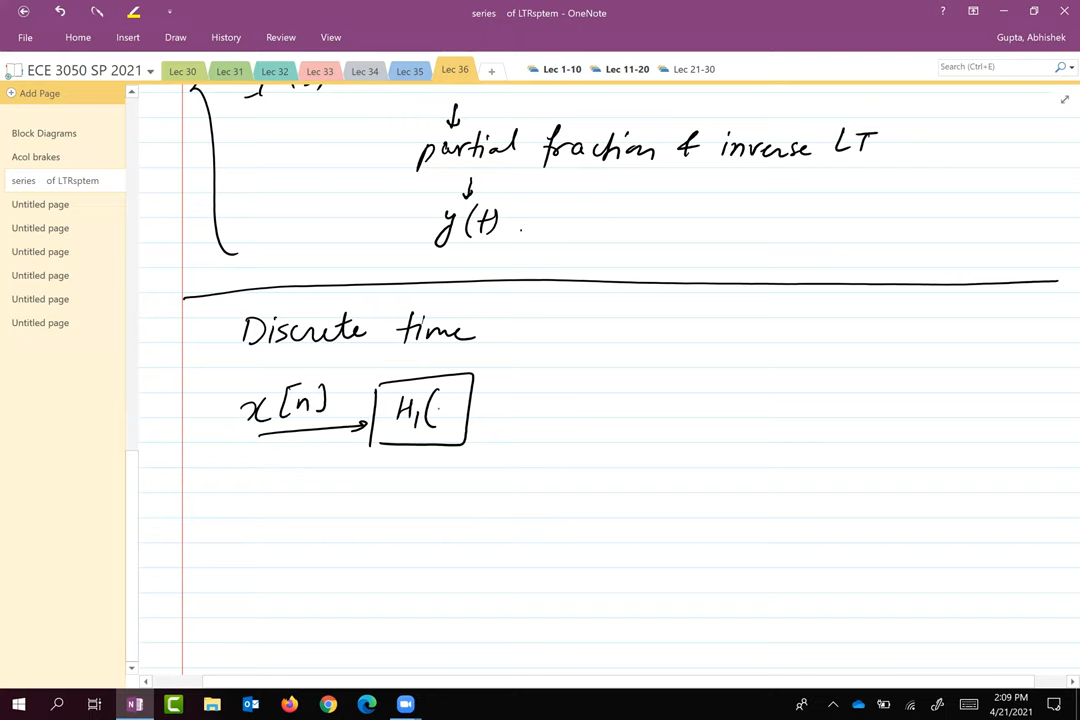 series of LTRsptem - OneNote
?
Gupta, Abhishek
File Home Insert Draw History Review View
ECE 3050 SP 2021
Lec 30 Lec 31 Lec 32 Lec 33 Lec 34 Lec 35 Lec 36 +
Lec 1-10 Lec 11-20 Lec 21-30
Search (Ctrl+E)
Add Page
Block Diagrams
Acol brakes
series of LTRsptem
Untitled page
Untitled page
Untitled page
Untitled page
Untitled page
Untitled page
partial fraction & inverse LT
y(t).
Discrete time
x[n]
H1(
2:09 PM
4/21/2021